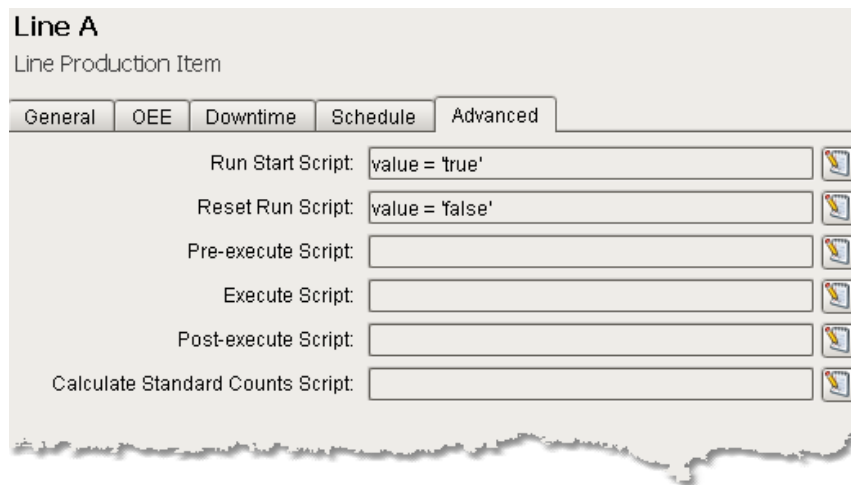 Line A
Line Production Item
General OEE Downtime Schedule Advanced
Run Start Script: value = 'true'
Reset Run Script: value = 'false'
Pre-execute Script:
Execute Script:
Post-execute Script:
Calculate Standard Counts Script: